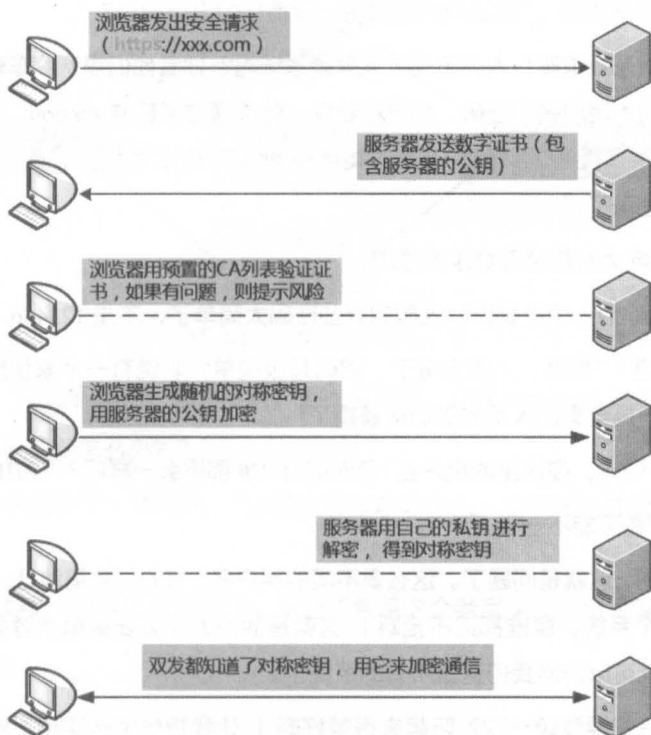 浏览器发出安全请求
（https://xxx.com）
服务器发送数字证书（包
含服务器的公钥）
浏览器用预置的CA列表验证证
书，如果有问题，则提示风险
浏览器生成随机的对称密钥，
用服务器的公钥加密
服务器用自己的私钥进行
解密， 得到对称密钥
双发都知道了对称密钥， 用它来加密通信